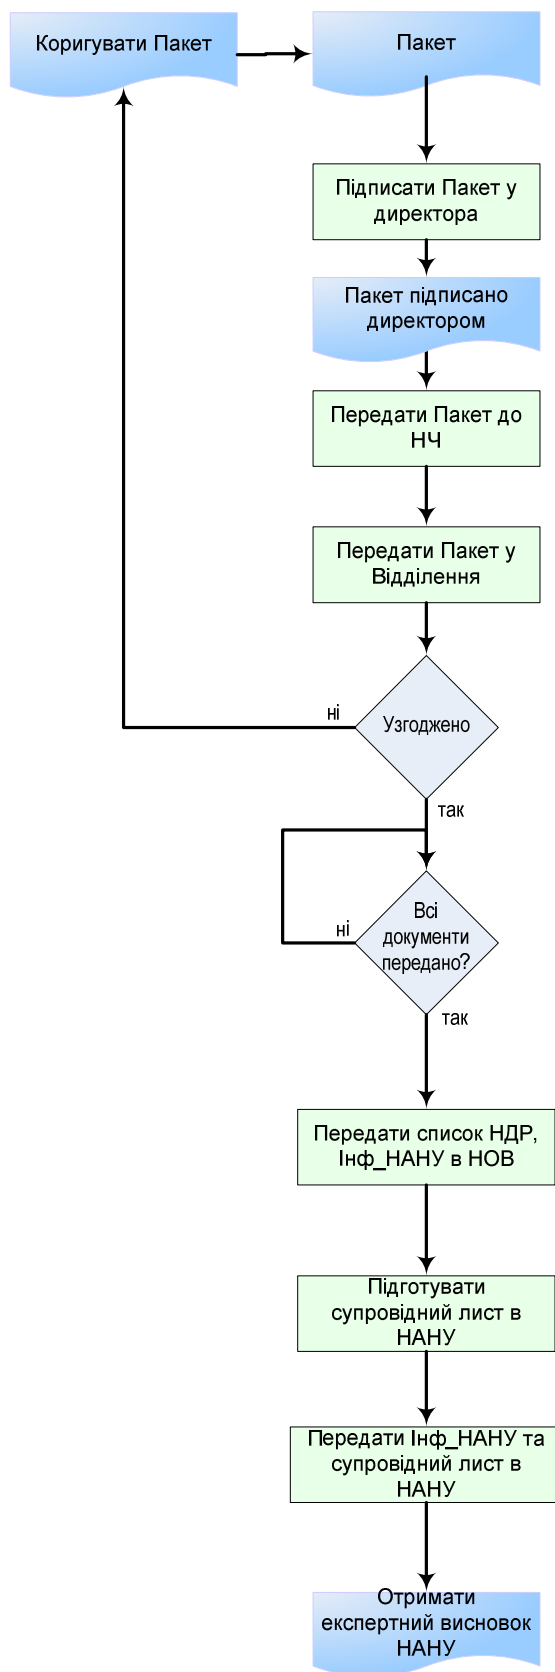 Коригувати Пакет
Пакет
Підписати Пакет у
директора
Пакет підписано
директором
Передати Пакет до
НЧ
Передати Пакет у
Відділення
Узгоджено
ні
так
Всі
документи
передано?
ні
так
Передати список НДР,
Інф_НАНУ в НОВ
Підготувати
супровідний лист в
НАНУ
Передати Інф_НАНУ та
супровідний лист в
НАНУ
Отримати
експертний висновок
НАНУ